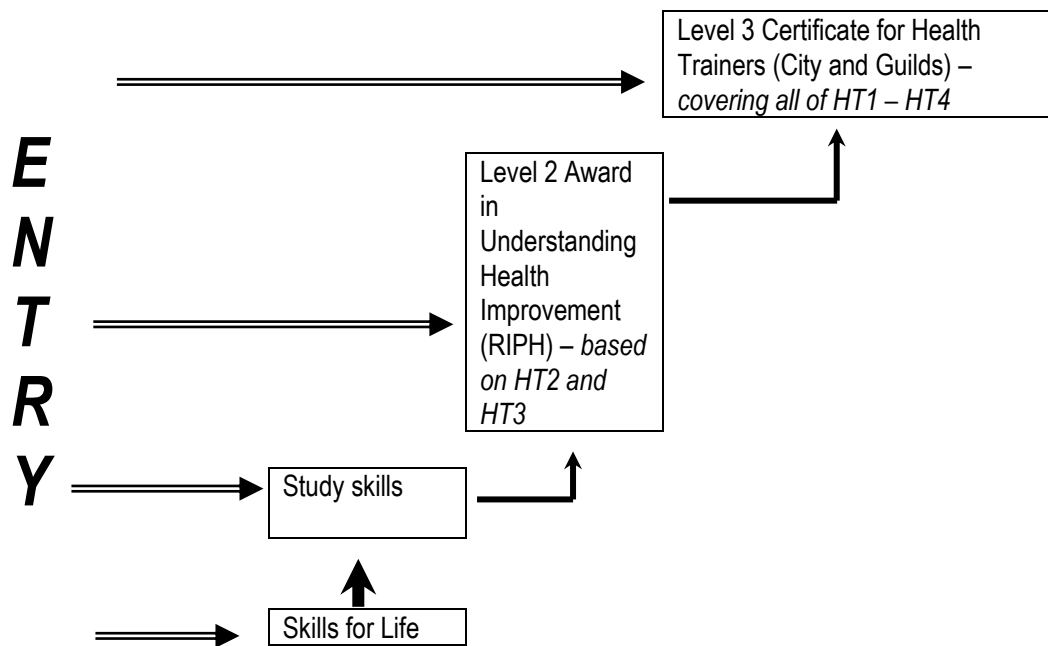 Level 3 Certificate for Health
Trainers (City and Guilds) –
covering all of HT1 – HT4
E
N
T
R
Y
Level 2 Award
in
Understanding
Health
Improvement
(RIPH) – based
on HT2 and
HT3
Study skills
Skills for Life